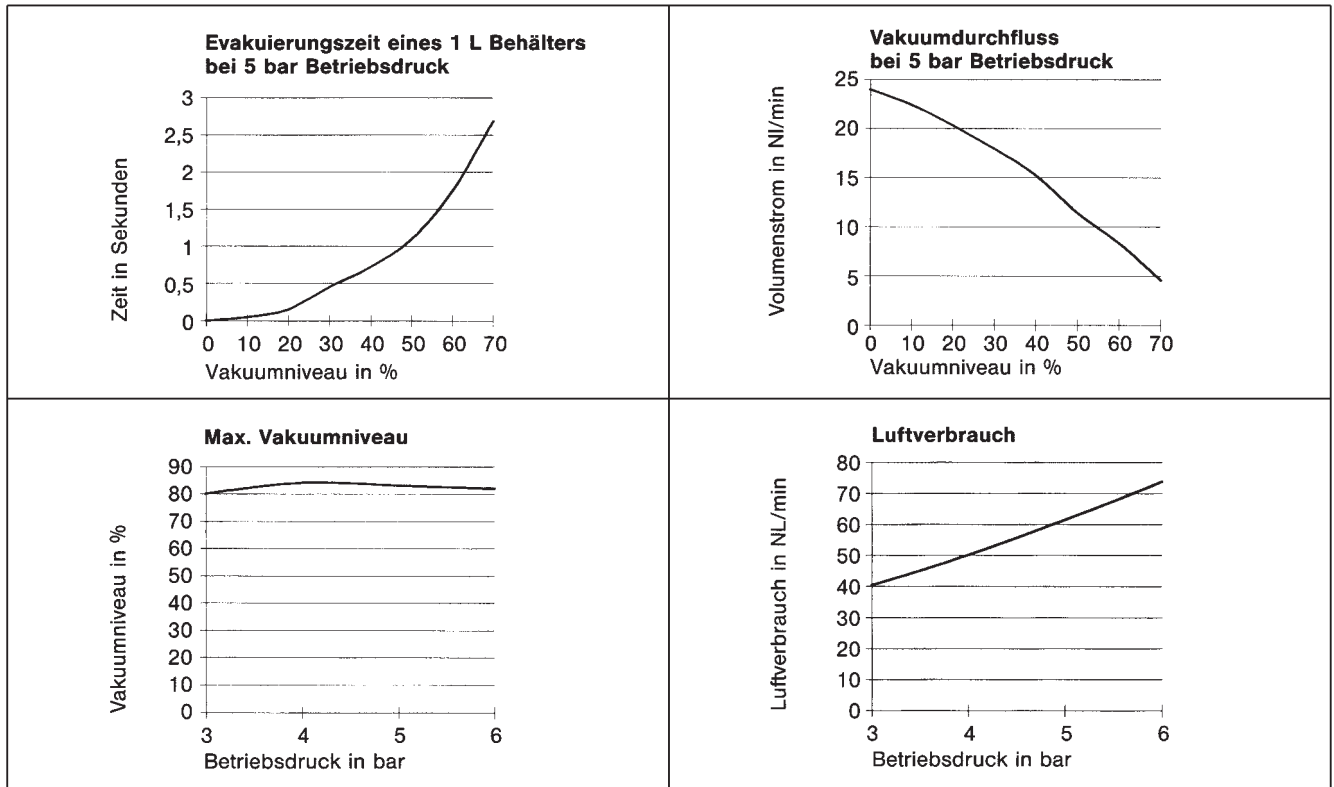 Evakuierungszeit eines 1 L Behälters
bei 5 bar Betriebsdruck
Zeit in Sekunden
3
2,5
2
1,5
1
0,5
0
0 10 20 30 40 50 60 70
Vakuumniveau in %
Vakuumdurchfluss
bei 5 bar Betriebsdruck
Volumenstrom in Nl/min
25
20
15
10
5
0
0 10 20 30 40 50 60 70
Vakuumniveau in %
Max. Vakuumniveau
Vakuumniveau in %
90
80
70
60
50
40
30
20
10
0
3 4 5 6
Betriebsdruck in bar
Luftverbrauch
Luftverbrauch in NL/min
80
70
60
50
40
30
20
10
0
3 4 5 6
Betriebsdruck in bar